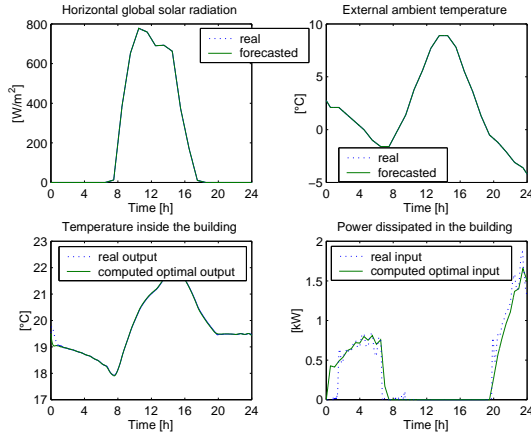 Horizontal global solar radiation
800
600
400
200
0
[W/m²]
0 4 8 12 16 20 24
Time [h]
real
forecasted
External ambient temperature
10
5
0
−5
[°C]
0 4 8 12 16 20 24
Time [h]
real
forecasted
Temperature inside the building
23
22
21
20
19
18
17
[°C]
0 4 8 12 16 20 24
Time [h]
real output
computed optimal output
Power dissipated in the building
2
1.5
1
0.5
0
[kW]
0 4 8 12 16 20 24
Time [h]
real input
computed optimal input